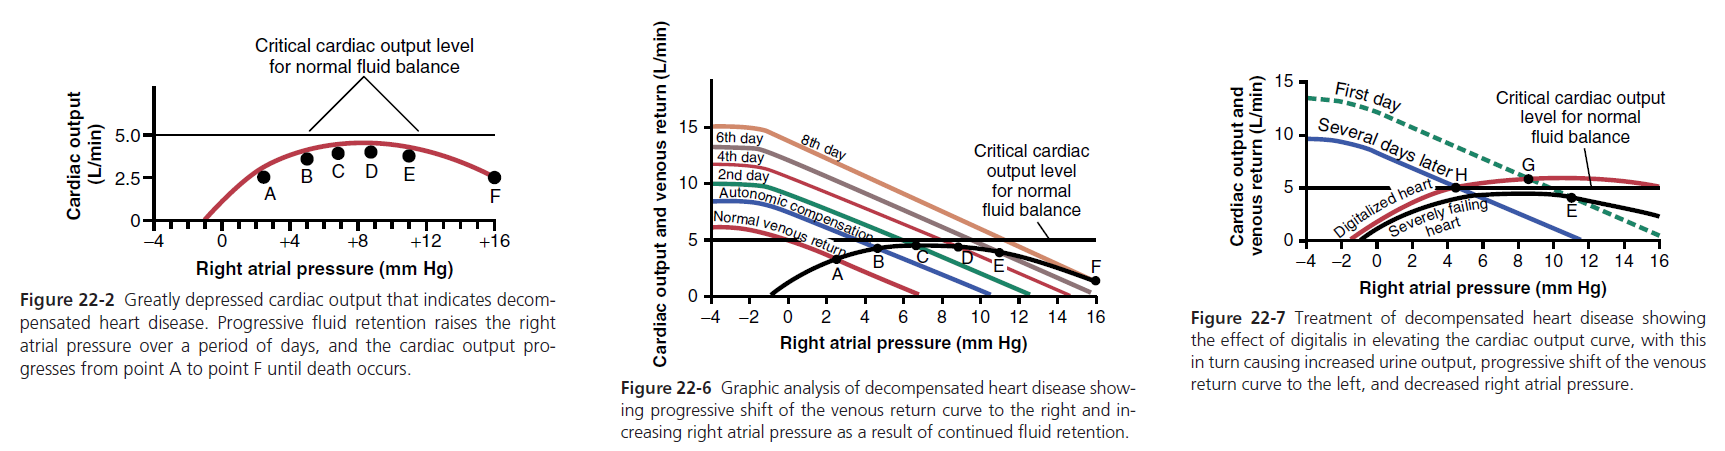 Critical cardiac output level
for normal fluid balance
Cardiac output
(L/min)
5.0
2.5
0
A
B
C
D
E
F
–4
0
+4
+8
+12
+16
Right atrial pressure (mm Hg)
Figure 22-2 Greatly depressed cardiac output that indicates decom-
pensated heart disease. Progressive fluid retention raises the right
atrial pressure over a period of days, and the cardiac output pro-
gresses from point A to point F until death occurs.
Cardiac output and venous return (L/min)
15
10
5
0
6th day
8th day
4th day
2nd day
Autonomic compensation
Normal venous return
Critical cardiac
output level
for normal
fluid balance
A
B
C
D
E
F
–4
–2
0
2
4
6
8
10
12
14
16
Right atrial pressure (mm Hg)
Figure 22-6 Graphic analysis of decompensated heart disease show-
ing progressive shift of the venous return curve to the right and in-
creasing right atrial pressure as a result of continued fluid retention.
Cardiac output and
venous return (L/min)
15
10
5
0
First day
Several days later
Critical cardiac output
level for normal
fluid balance
H
G
E
Digitalized heart
Severely failing
heart
–4
–2
0
2
4
6
8
10
12
14
16
Right atrial pressure (mm Hg)
Figure 22-7 Treatment of decompensated heart disease showing
the effect of digitalis in elevating the cardiac output curve, with this
in turn causing increased urine output, progressive shift of the venous
return curve to the left, and decreased right atrial pressure.